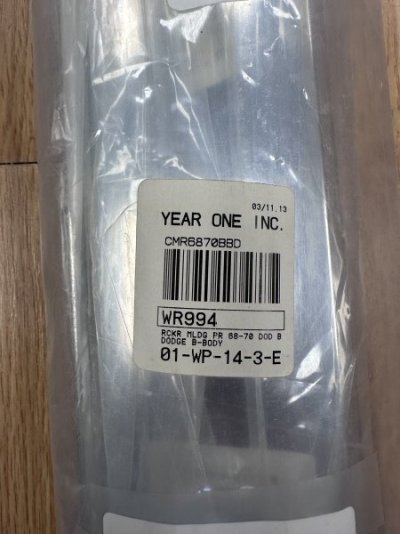 03/11.13
YEAR ONE INC.
CMR6870BBD
WR994
RCKR MLDG PR 68-70 DOD B
DODGE B-BODY
01-WP-14-3-E